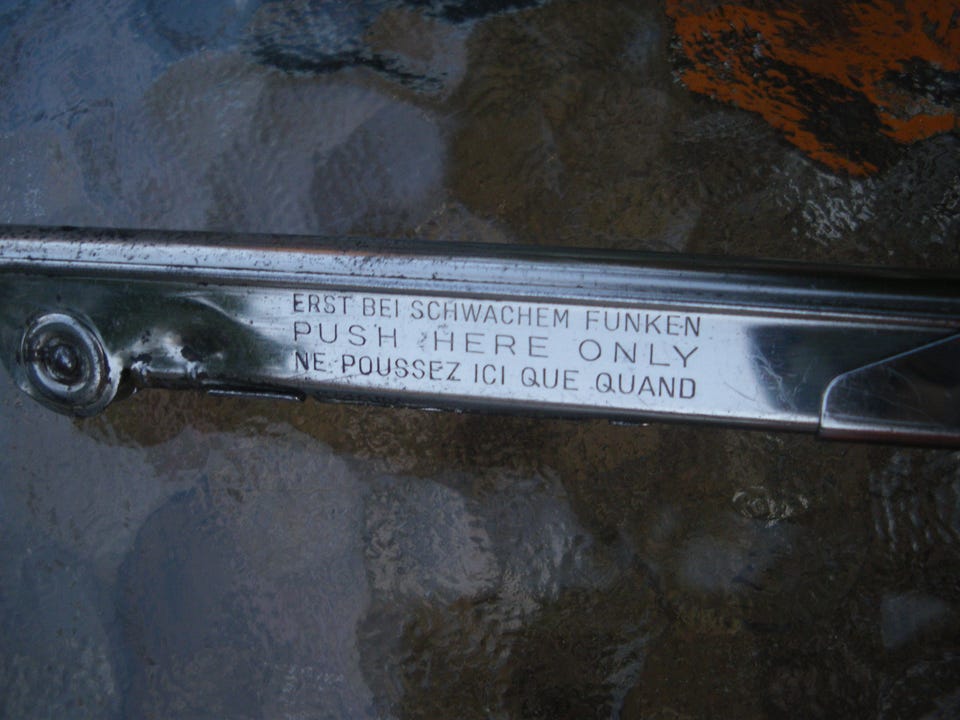 ERST BEI SCHWACHEM FUNKEN
PUSH HERE ONLY
NE POUSSEZ ICI QUE QUAND